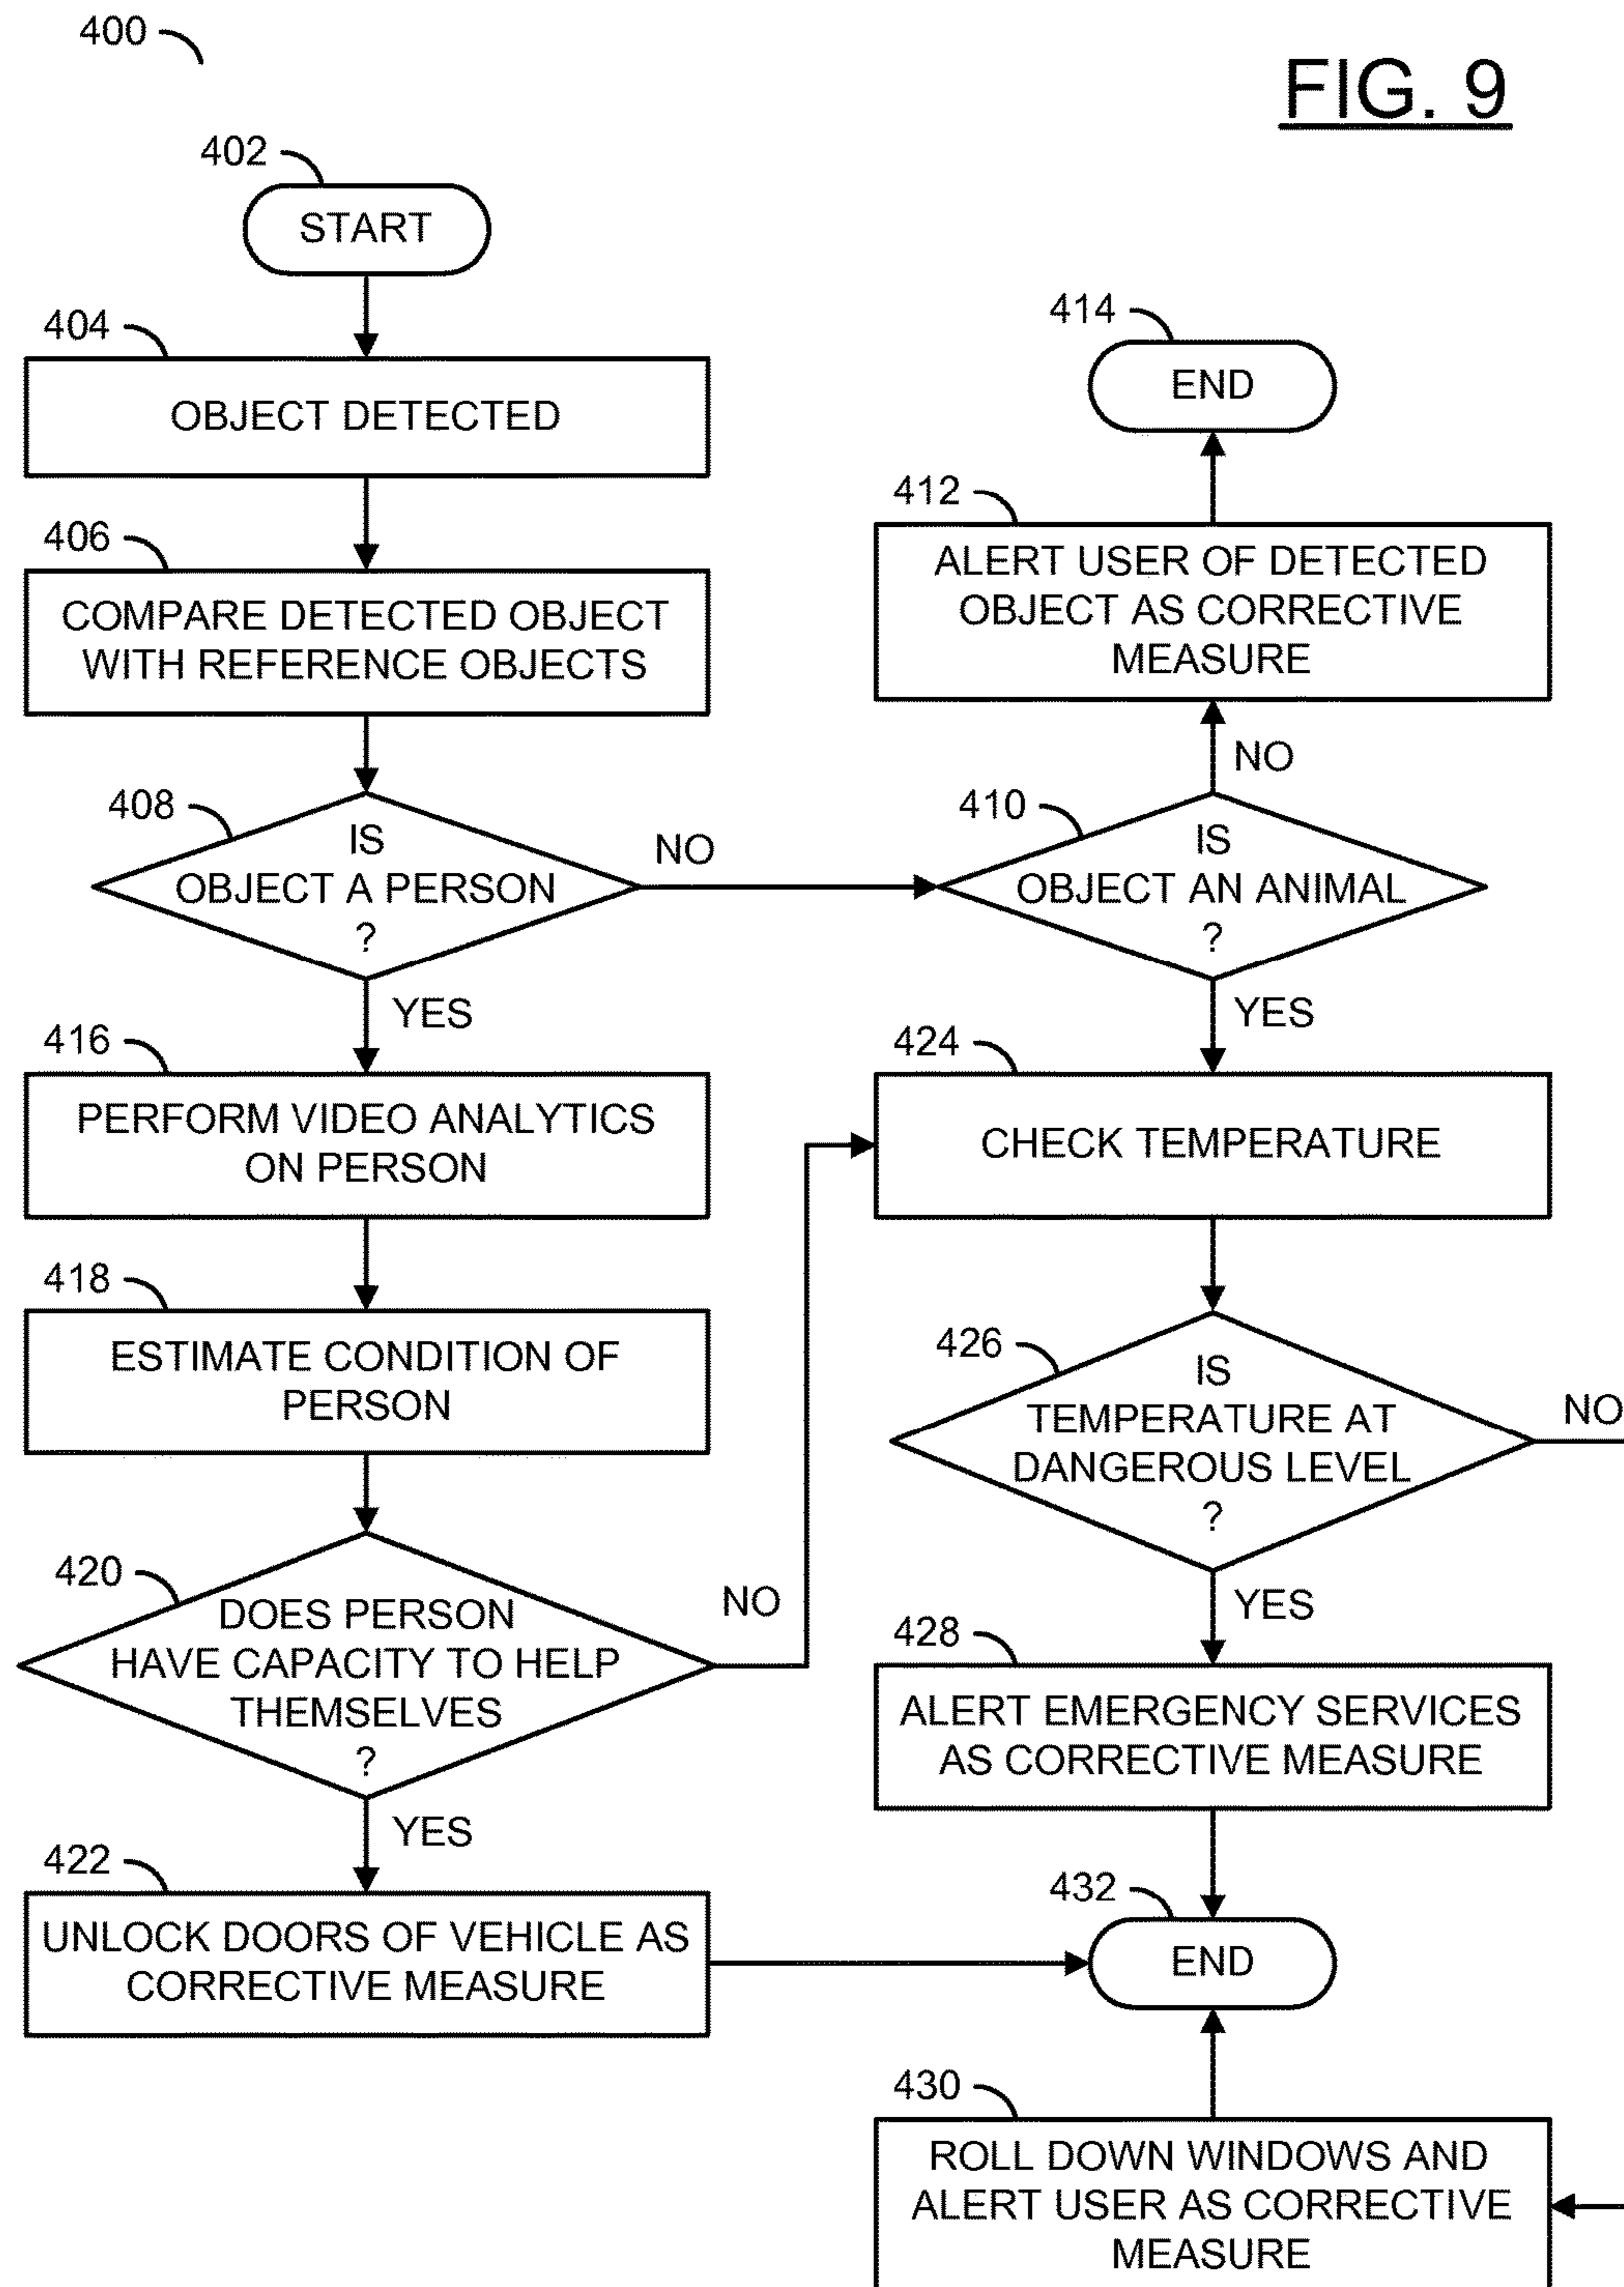 400
FIG. 9
402
START
404
OBJECT DETECTED
406
COMPARE DETECTED OBJECT
WITH REFERENCE OBJECTS
408
IS
OBJECT A PERSON
?
NO
YES
410
IS
OBJECT AN ANIMAL
?
NO
YES
412
ALERT USER OF DETECTED
OBJECT AS CORRECTIVE
MEASURE
414
END
416
PERFORM VIDEO ANALYTICS
ON PERSON
418
ESTIMATE CONDITION OF
PERSON
420
DOES PERSON
HAVE CAPACITY TO HELP
THEMSELVES
?
NO
YES
422
UNLOCK DOORS OF VEHICLE AS
CORRECTIVE MEASURE
424
CHECK TEMPERATURE
426
IS
TEMPERATURE AT
DANGEROUS LEVEL
?
NO
YES
428
ALERT EMERGENCY SERVICES
AS CORRECTIVE MEASURE
432
END
430
ROLL DOWN WINDOWS AND
ALERT USER AS CORRECTIVE
MEASURE